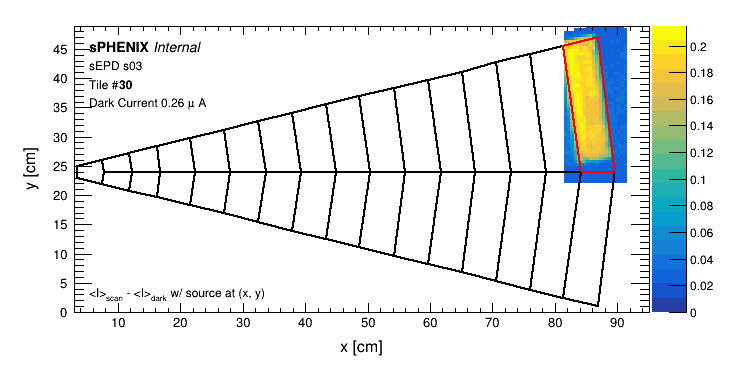 sPHENIX Internal
sEPD s03
Tile #30
Dark Current 0.26 μ A
<I>scan - <I>dark w/ source at (x, y)
y [cm]
45
40
35
30
25
20
15
10
5
0
10 20 30 40 50 60 70 80 90
x [cm]
0.2
0.18
0.16
0.14
0.12
0.1
0.08
0.06
0.04
0.02
0